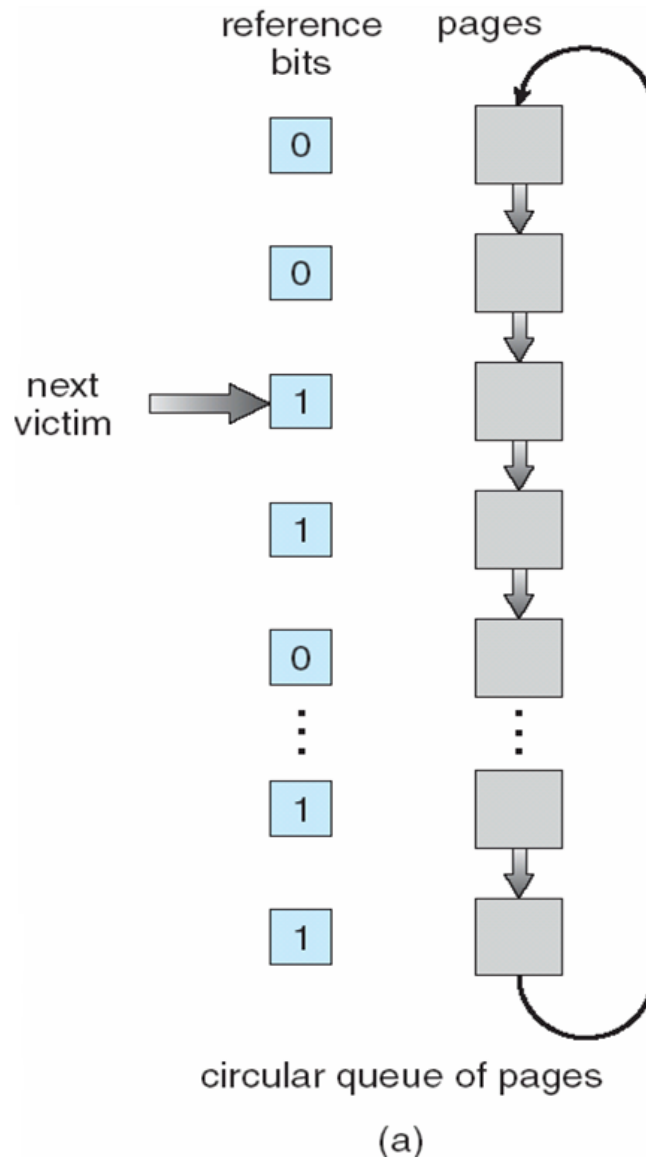 reference bits
pages
0
0
next victim
1
1
0
1
1
circular queue of pages
(a)